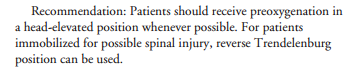 Recommendation: Patients should receive preoxygenation in
a head-elevated position whenever possible. For patients
immobilized for possible spinal injury, reverse Trendelenburg
position can be used.